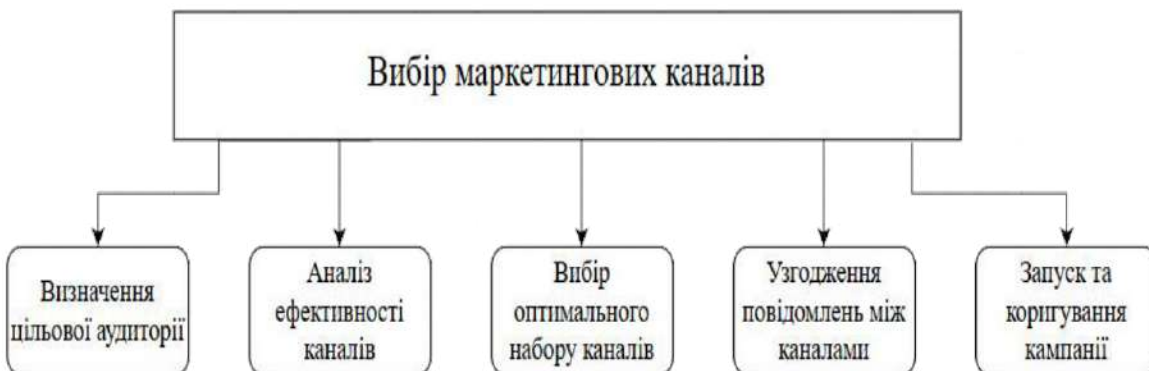 Вибір маркетингових каналів
Визначення
цільової аудиторії
Аналіз
ефективності
каналів
Вибір
оптимального
набору каналів
Узгодження
повідомлень між
каналами
Запуск та
коригування
кампанії